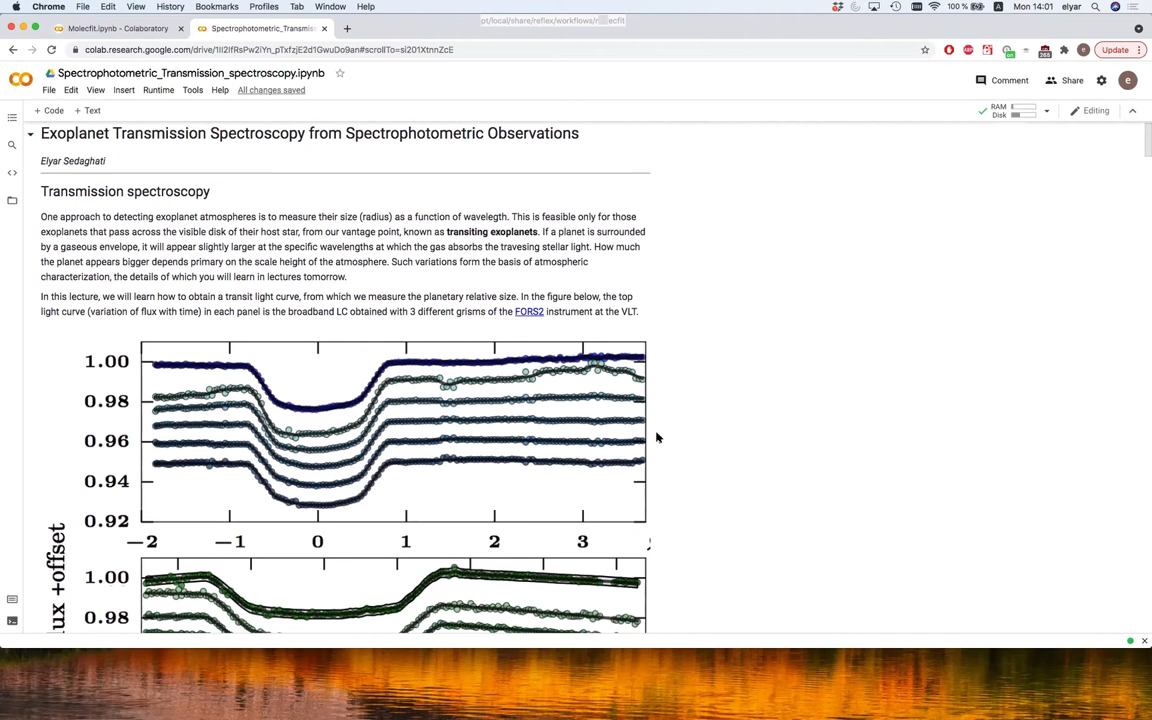 Chrome File Edit View History Bookmarks Profiles Tab Window Help
100 % Mon 14:01 elyar
Molecfit.ipynb - Colaboratory
Spectrophotometric_Transmiss
colab.research.google.com/drive/
Update
Spectrophotometric_Transmission_spectroscopy.ipynb
Comment Share
File Edit View Insert Runtime Tools Help All changes saved
+ Code + Text
RAM
Disk
Editing
Exoplanet Transmission Spectroscopy from Spectrophotometric Observations
Elyar Sedaghati
Transmission spectroscopy
One approach to detecting exoplanet atmospheres is to measure their size (radius) as a function of wavelegth. This is feasible only for those
exoplanets that pass across the visible disk of their host star, from our vantage point, known as transiting exoplanets. If a planet is surrounded
by a gaseous envelope, it will appear slightly larger at the specific wavelengths at which the gas absorbs the travesing stellar light. How much
the planet appears bigger depends primary on the scale height of the atmosphere. Such variations form the basis of atmospheric
characterization, the details of which you will learn in lectures tomorrow.
In this lecture, we will learn how to obtain a transit light curve, from which we measure the planetary relative size. In the figure below, the top
light curve (variation of flux with time) in each panel is the broadband LC obtained with 3 different grisms of the FORS2 instrument at the VLT.
1.00
0.98
0.96
0.94
0.92
−2 −1 0 1 2 3
1.00
0.98
lux +offset